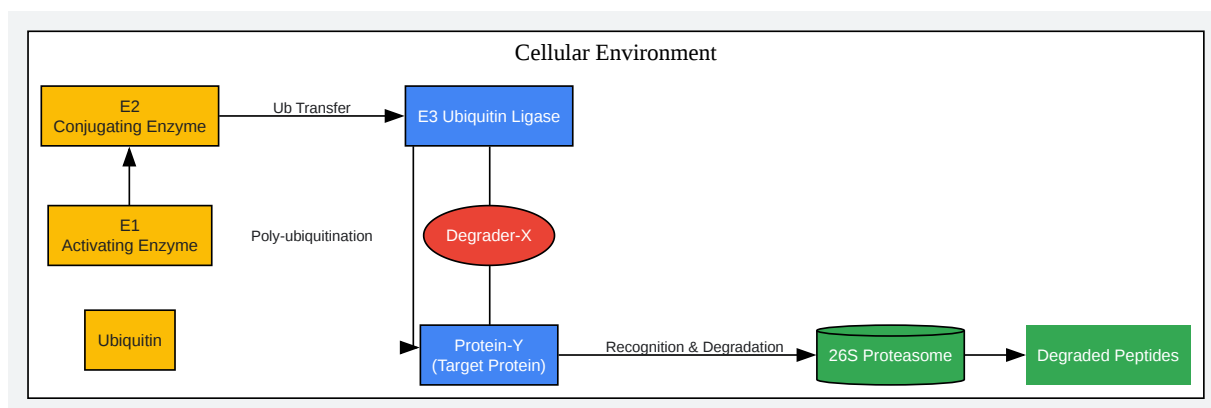 Cellular Environment
E2
Conjugating Enzyme
Ub Transfer
E3 Ubiquitin Ligase
E1
Activating Enzyme
Poly-ubiquitination
Degrader-X
Ubiquitin
Protein-Y
(Target Protein)
Recognition & Degradation
26S Proteasome
Degraded Peptides